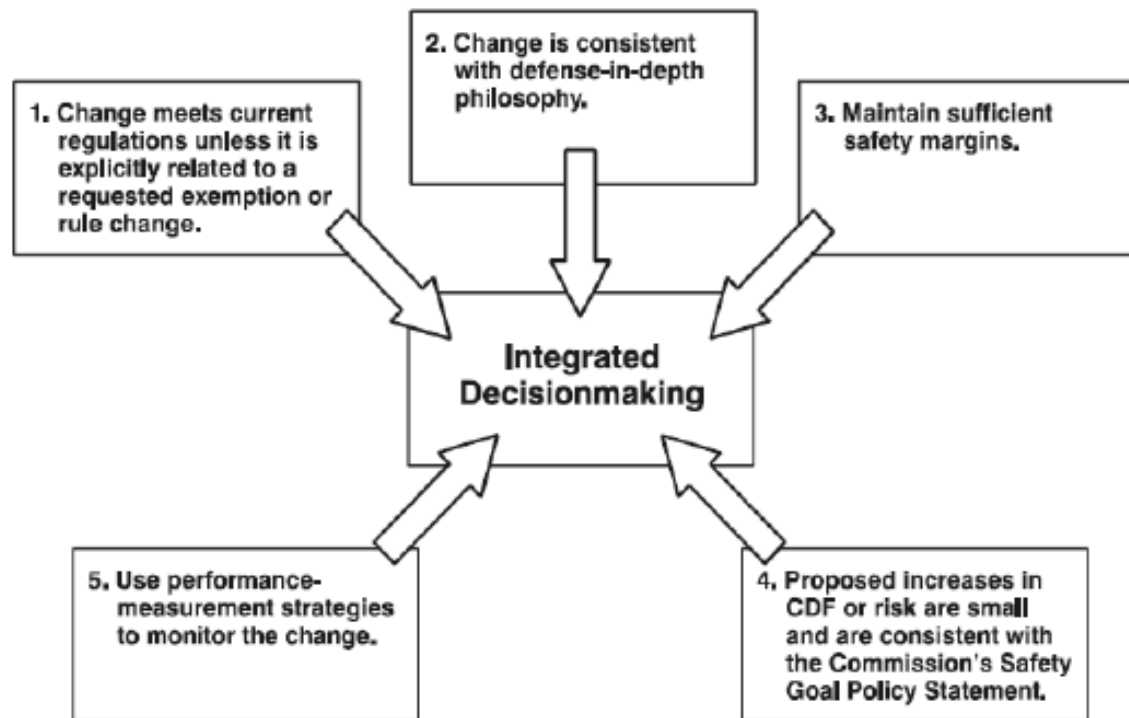 1. Change meets current
regulations unless it is
explicitly related to a
requested exemption or
rule change.
2. Change is consistent
with defense-in-depth
philosophy.
3. Maintain sufficient
safety margins.
Integrated
Decisionmaking
5. Use performance-
measurement strategies
to monitor the change.
4. Proposed increases in
CDF or risk are small
and are consistent with
the Commission's Safety
Goal Policy Statement.